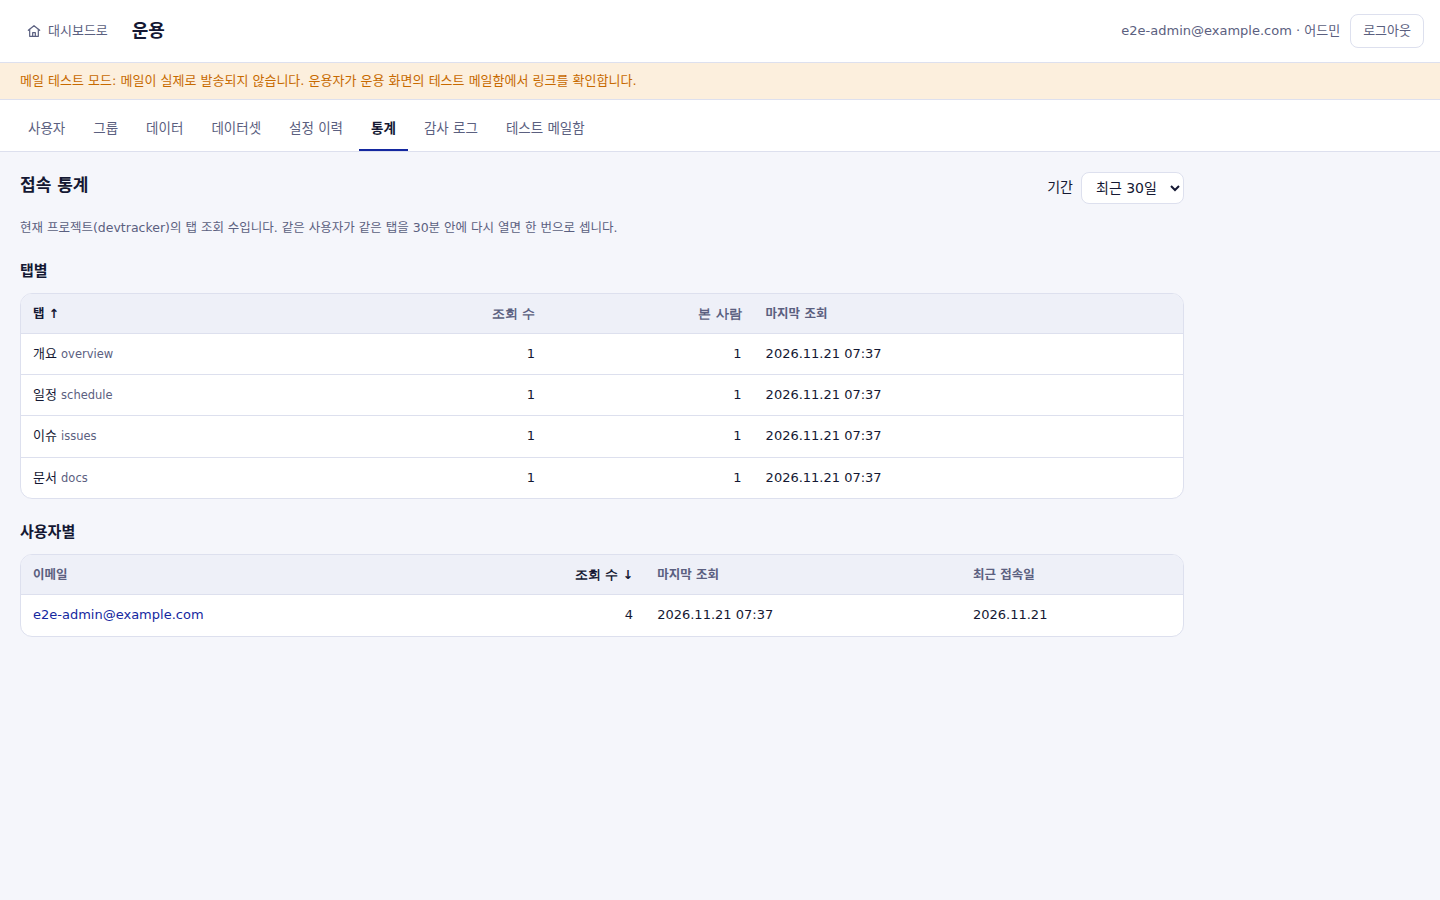 대시보드로 운용 e2e-admin@example.com · 어드민 로그아웃
메일 테스트 모드: 메일이 실제로 발송되지 않습니다. 운용자가 운용 화면의 테스트 메일함에서 링크를 확인합니다.
사용자 그룹 데이터 데이터셋 설정 이력 통계 감사 로그 테스트 메일함
접속 통계 기간 최근 30일
현재 프로젝트(devtracker)의 탭 조회 수입니다. 같은 사용자가 같은 탭을 30분 안에 다시 열면 한 번으로 셉니다.
탭별
탭 ↑ 조회 수 본 사람 마지막 조회
개요 overview 1 1 2026.11.21 07:37
일정 schedule 1 1 2026.11.21 07:37
이슈 issues 1 1 2026.11.21 07:37
문서 docs 1 1 2026.11.21 07:37
사용자별
이메일 조회 수 ↓ 마지막 조회 최근 접속일
e2e-admin@example.com 4 2026.11.21 07:37 2026.11.21